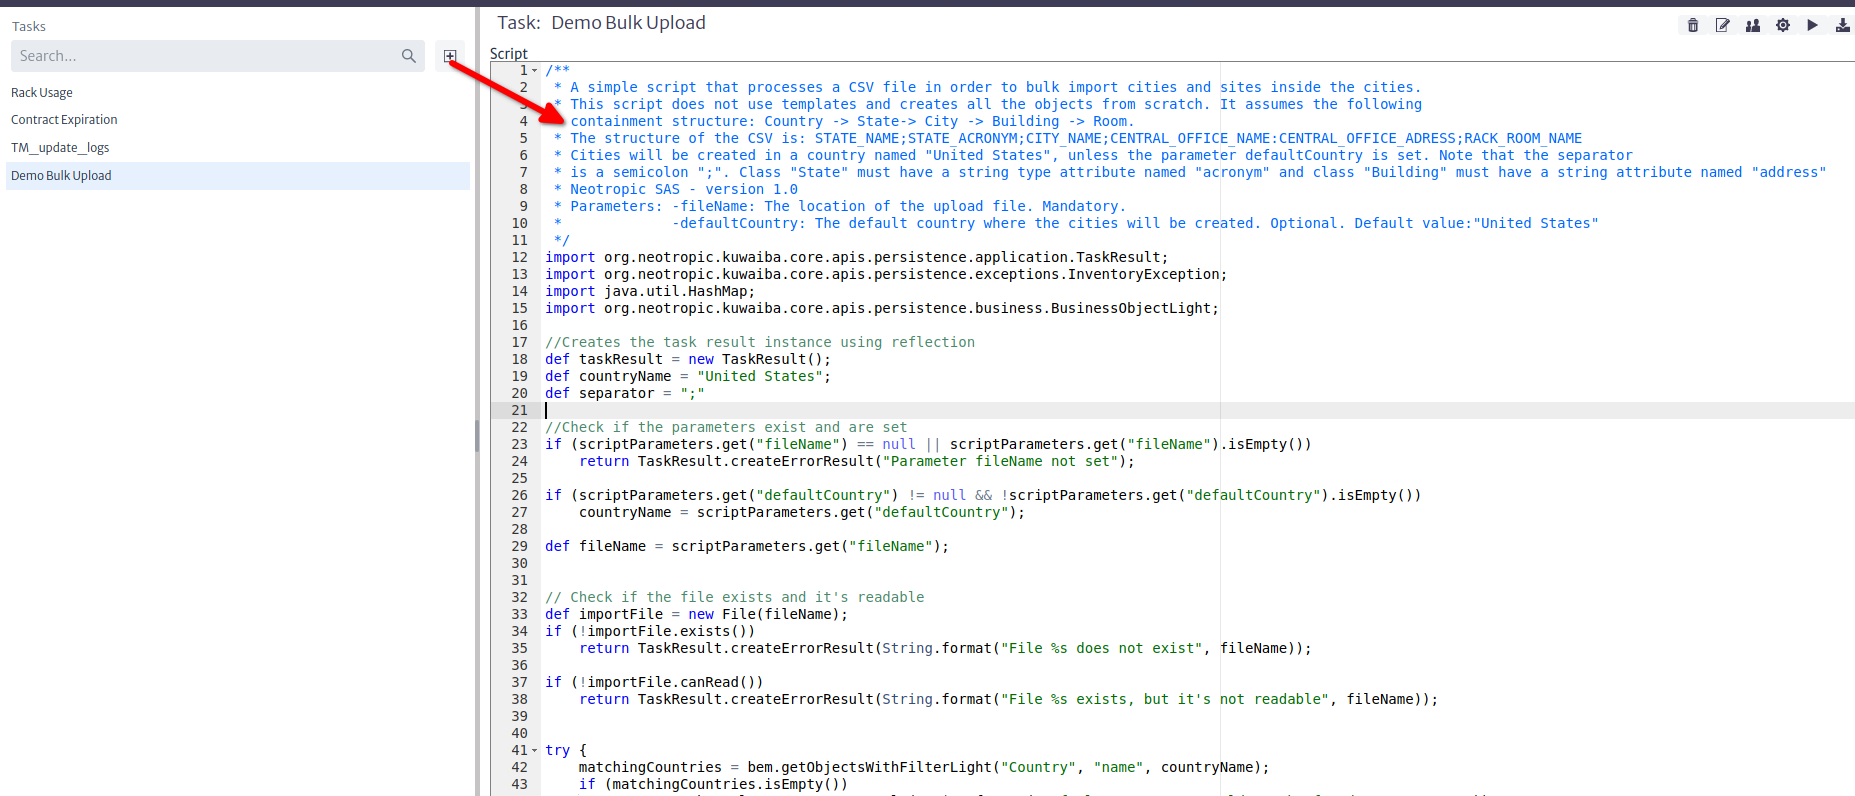 Tasks
Search...
Rack Usage
Contract Expiration
TM_update_logs
Demo Bulk Upload
Task: Demo Bulk Upload
Script
1 /**
2 * A simple script that processes a CSV file in order to bulk import cities and sites inside the cities.
3 * This script does not use templates and creates all the objects from scratch. It assumes the following
4 containment structure: Country -> State-> City -> Building -> Room.
5 * The structure of the CSV is: STATE_NAME;STATE_ACRONYM;CITY_NAME;CENTRAL_OFFICE_NAME:CENTRAL_OFFICE_ADRESS;RACK_ROOM_NAME
6 * Cities will be created in a country named "United States", unless the parameter defaultCountry is set. Note that the separator
7 * is a semicolon ";". Class "State" must have a string type attribute named "acronym" and class "Building" must have a string attribute named "address"
8 * Neotropic SAS - version 1.0
9 * Parameters: -fileName: The location of the upload file. Mandatory.
10 * -defaultCountry: The default country where the cities will be created. Optional. Default value:"United States"
11 */
12 import org.neotropic.kuwaiba.core.apis.persistence.application.TaskResult;
13 import org.neotropic.kuwaiba.core.apis.persistence.exceptions.InventoryException;
14 import java.util.HashMap;
15 import org.neotropic.kuwaiba.core.apis.persistence.business.BusinessObjectLight;
16
17 //Creates the task result instance using reflection
18 def taskResult = new TaskResult();
19 def countryName = "United States";
20 def separator = ";"
21
22 //Check if the parameters exist and are set
23 if (scriptParameters.get("fileName") == null || scriptParameters.get("fileName").isEmpty())
24 return TaskResult.createErrorResult("Parameter fileName not set");
25
26 if (scriptParameters.get("defaultCountry") != null && !scriptParameters.get("defaultCountry").isEmpty())
27 countryName = scriptParameters.get("defaultCountry");
28
29 def fileName = scriptParameters.get("fileName");
30
31
32 // Check if the file exists and it's readable
33 def importFile = new File(fileName);
34 if (!importFile.exists())
35 return TaskResult.createErrorResult(String.format("File %s does not exist", fileName));
36
37 if (!importFile.canRead())
38 return TaskResult.createErrorResult(String.format("File %s exists, but it's not readable", fileName));
39
40
41 try {
42 matchingCountries = bem.getObjectsWithFilterLight("Country", "name", countryName);
43 if (matchingCountries.isEmpty())